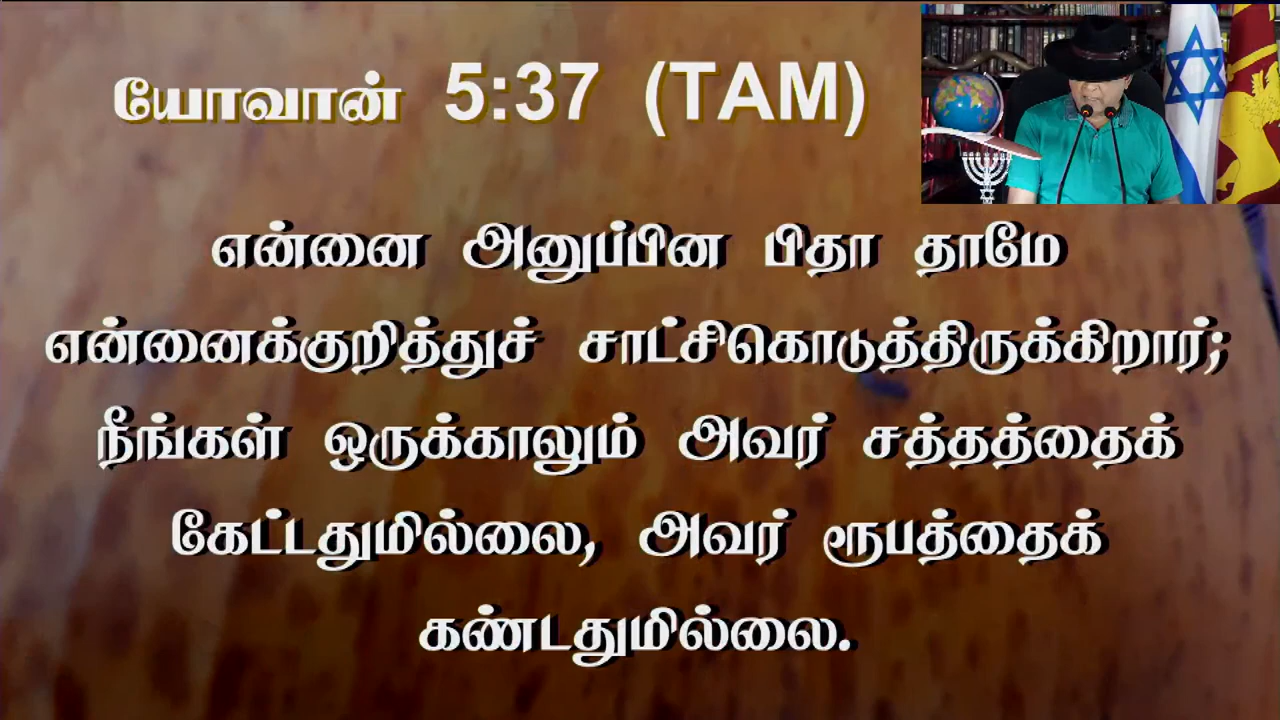 யோவான் 5:37 (TAM)
என்னை அனுப்பின பிதா தாமே
என்னைக்குறித்துச் சாட்சிகொடுத்திருக்கிறார்;
நீங்கள் ஒருக்காலும் அவர் சத்தத்தைக்
கேட்டதுமில்லை, அவர் ரூபத்தைக்
கண்டதுமில்லை.